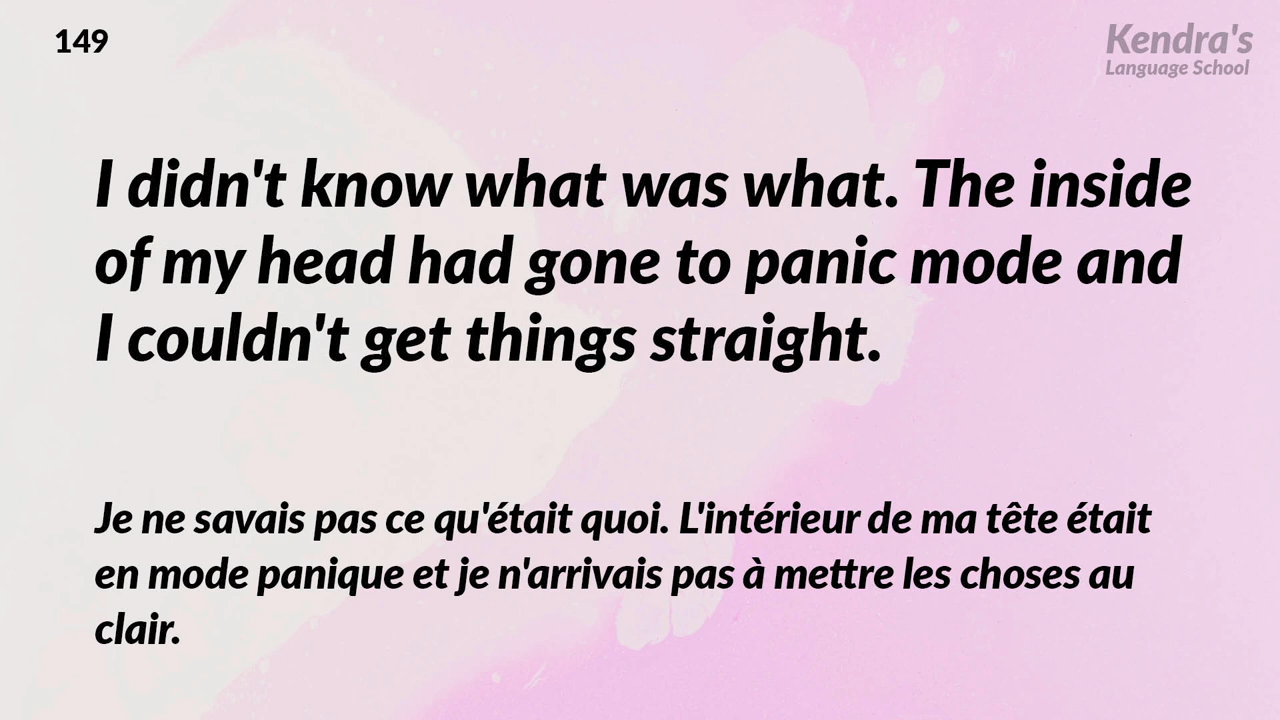 149
Kendra's
Language School
I didn't know what was what. The inside
of my head had gone to panic mode and
I couldn't get things straight.
Je ne savais pas ce qu'était quoi. L'intérieur de ma tête était
en mode panique et je n'arrivais pas à mettre les choses au
clair.